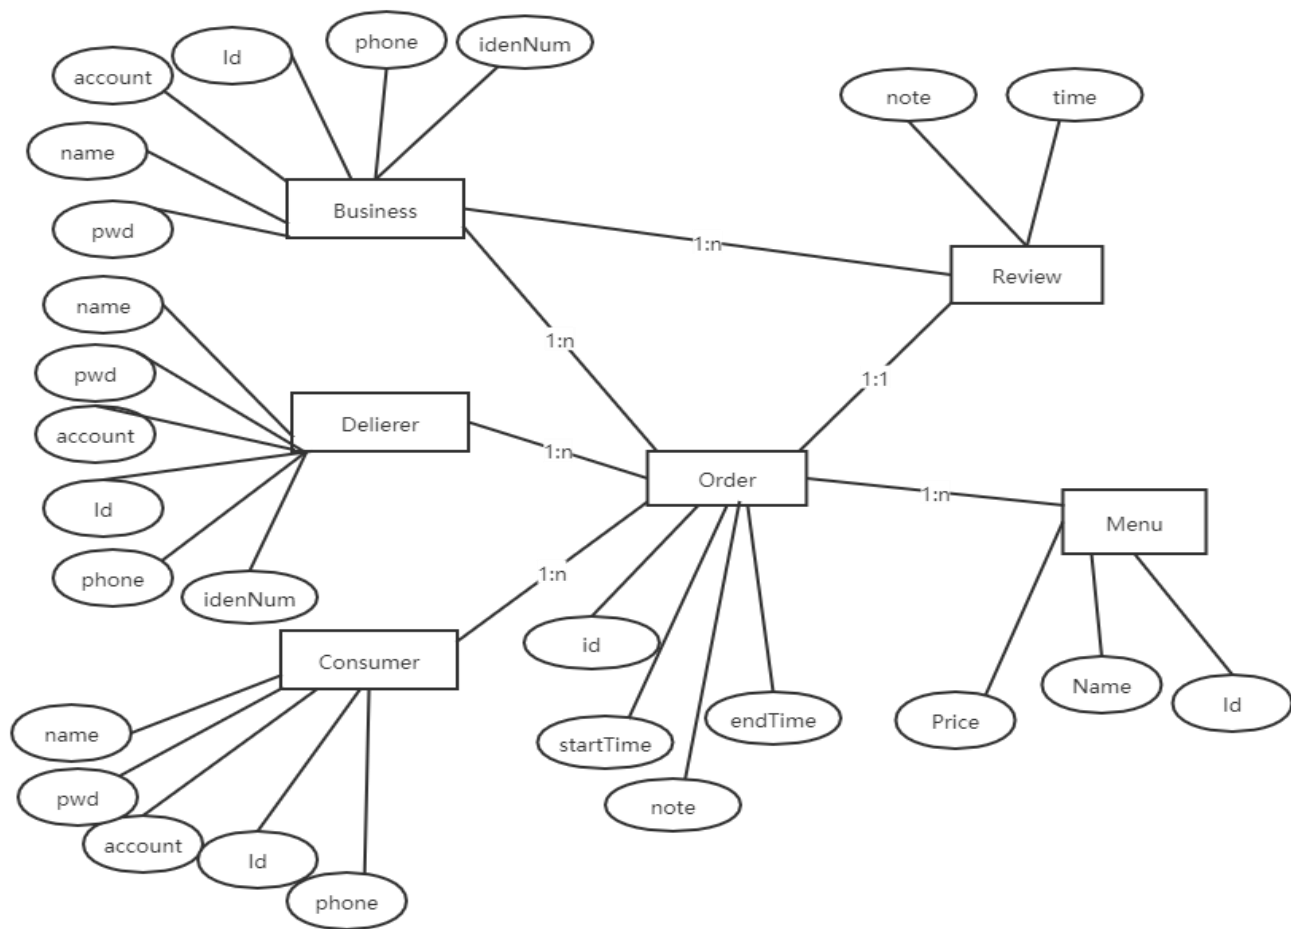 phone
idenNum
Id
account
note
time
name
Business
pwd
1:n
Review
name
1:n
pwd
1:1
Delierer
account
1:n
Order
1:n
Id
Menu
phone
1:n
idenNum
id
Consumer
Name
Id
name
endTime
Price
startTime
pwd
note
account
Id
phone